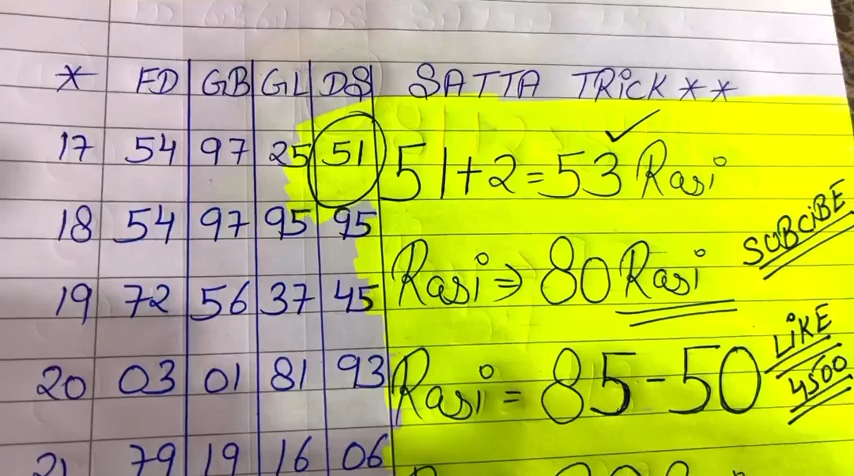 * FD GB GL DS SATTA TRiCK **
17 54 97 25 51 51+2=53 Rasi
18 54 97 95 95 SUBCiBE
19 72 56 37 45 Rasi ⇒ 80 Rasi
LiKE
20 03 01 81 93 Rasi = 85-50 4500
21 79 19 16 06